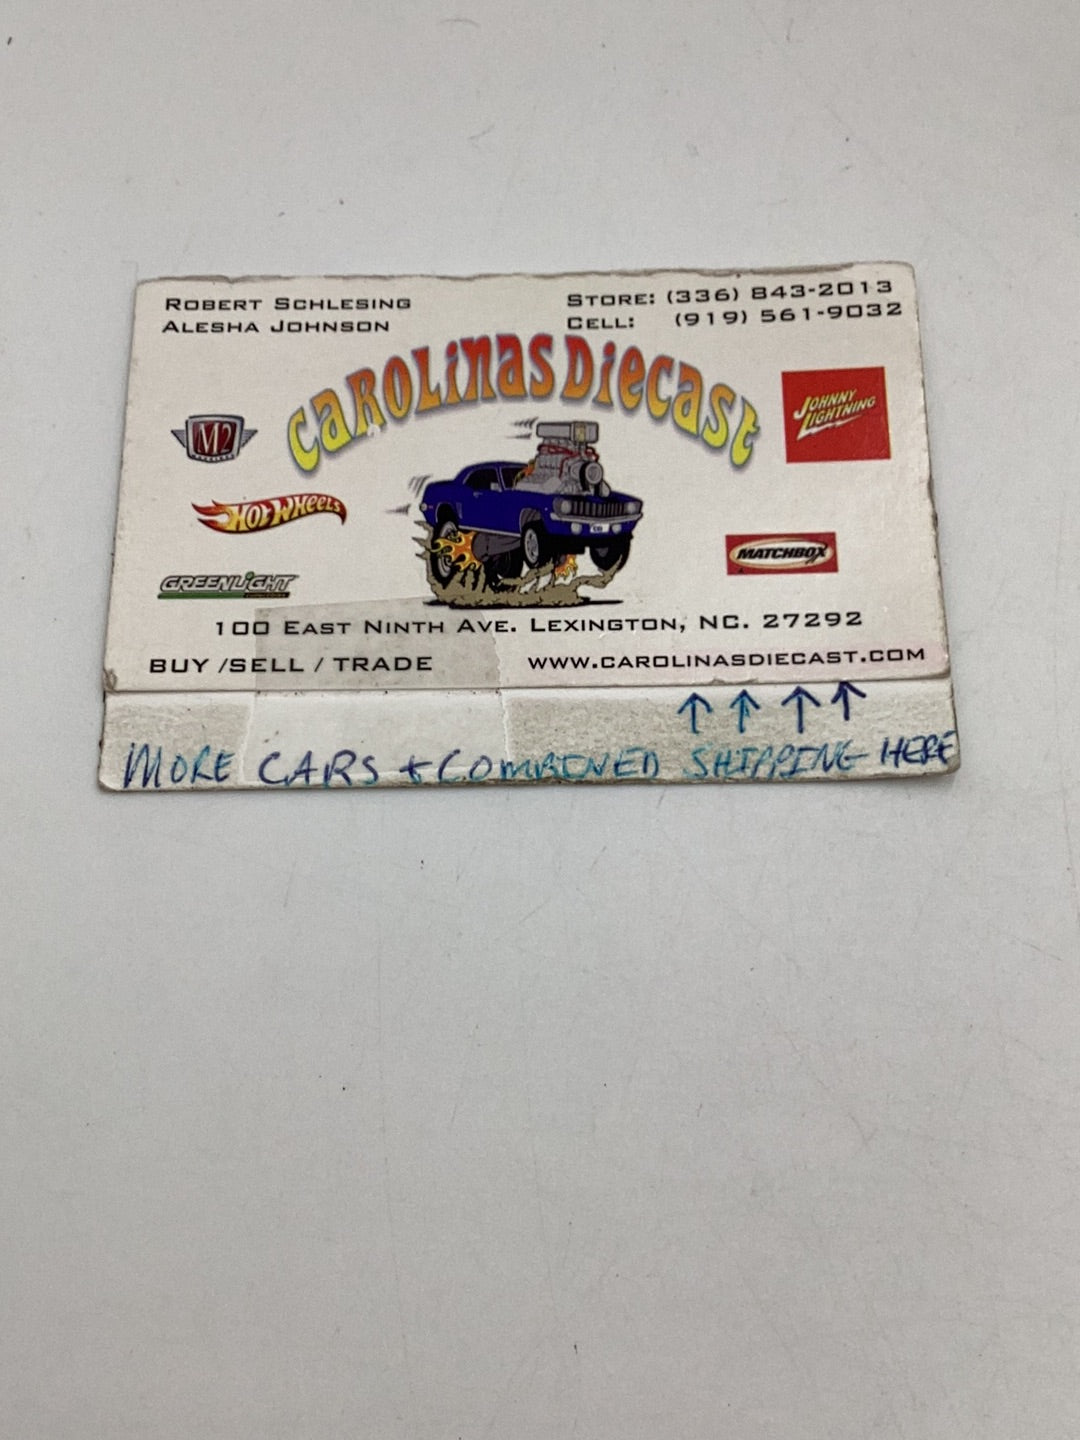 ROBERT SCHLESING
ALESHA JOHNSON
STORE: (336) 843-2013
CELL: (919) 561-9032
CAROLINAS DIECAST
M2
JOHNNY LIGHTNING
HOT WHEELS
MATCHBOX
GREENLIGHT
100 EAST NINTH AVE. LEXINGTON, NC. 27292
BUY /SELL / TRADE
WWW.CAROLINASDIECAST.COM
↑ ↑ ↑ ↑
MORE CARS + COMBINED SHIPPING HERE